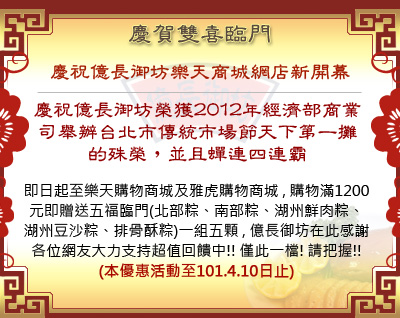 慶賀雙喜臨門
慶祝億長御坊樂天商城網店新開幕
慶祝億長御坊榮獲2012年經濟部商業
司舉辦台北市傳統市場節天下第一攤
的殊榮，並且蟬連四連霸
即日起至樂天購物商城及雅虎購物商城 , 購物滿1200
元即贈送五福臨門(北部粽、南部粽、湖州鮮肉粽、
湖州豆沙粽、排骨酥粽)一組五顆 , 億長御坊在此感謝
各位網友大力支持超值回饋中!! 僅此一檔! 請把握!!
(本優惠活動至101.4.10日止)